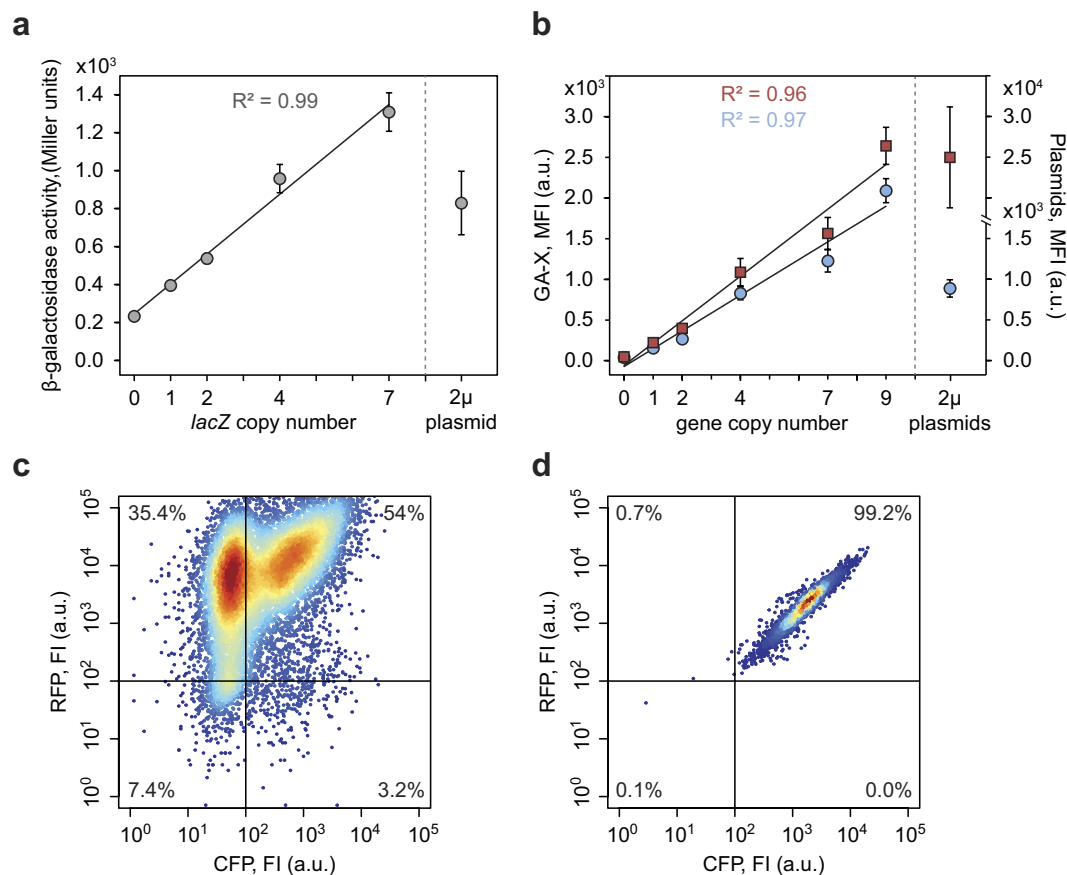 a
x10³
β-galactosidase activity,(Miller units)
1.4
1.2
1.0
0.8
0.6
0.4
0.2
0.0
R² = 0.99
0 1 2 4 7 2μ
lacZ copy number plasmid
b
x10³
GA-X, MFI (a.u.)
3.0
2.5
2.0
1.5
1.0
0.5
0.0
R² = 0.96
R² = 0.97
x10⁴
3.0
2.5
x10³
1.5
1.0
0.5
0.0
Plasmids, MFI (a.u.)
0 1 2 4 7 9 2μ
gene copy number plasmids
c
RFP, FI (a.u.)
10⁵
10⁴
10³
10²
10¹
10⁰
35.4% 54%
7.4% 3.2%
10⁰ 10¹ 10² 10³ 10⁴ 10⁵
CFP, FI (a.u.)
d
RFP, FI (a.u.)
10⁵
10⁴
10³
10²
10¹
10⁰
0.7% 99.2%
0.1% 0.0%
10⁰ 10¹ 10² 10³ 10⁴ 10⁵
CFP, FI (a.u.)